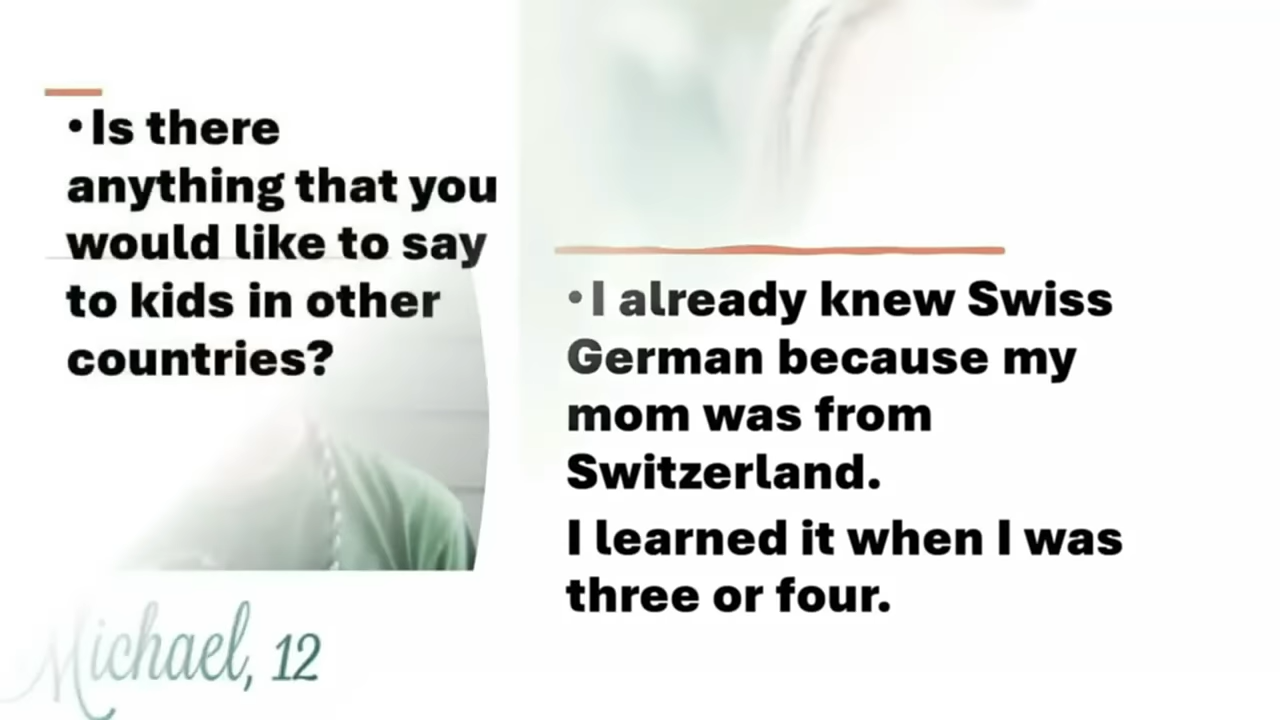 • Is there
anything that you
would like to say
to kids in other
countries?
• I already knew Swiss
German because my
mom was from
Switzerland.
I learned it when I was
three or four.
Michael, 12